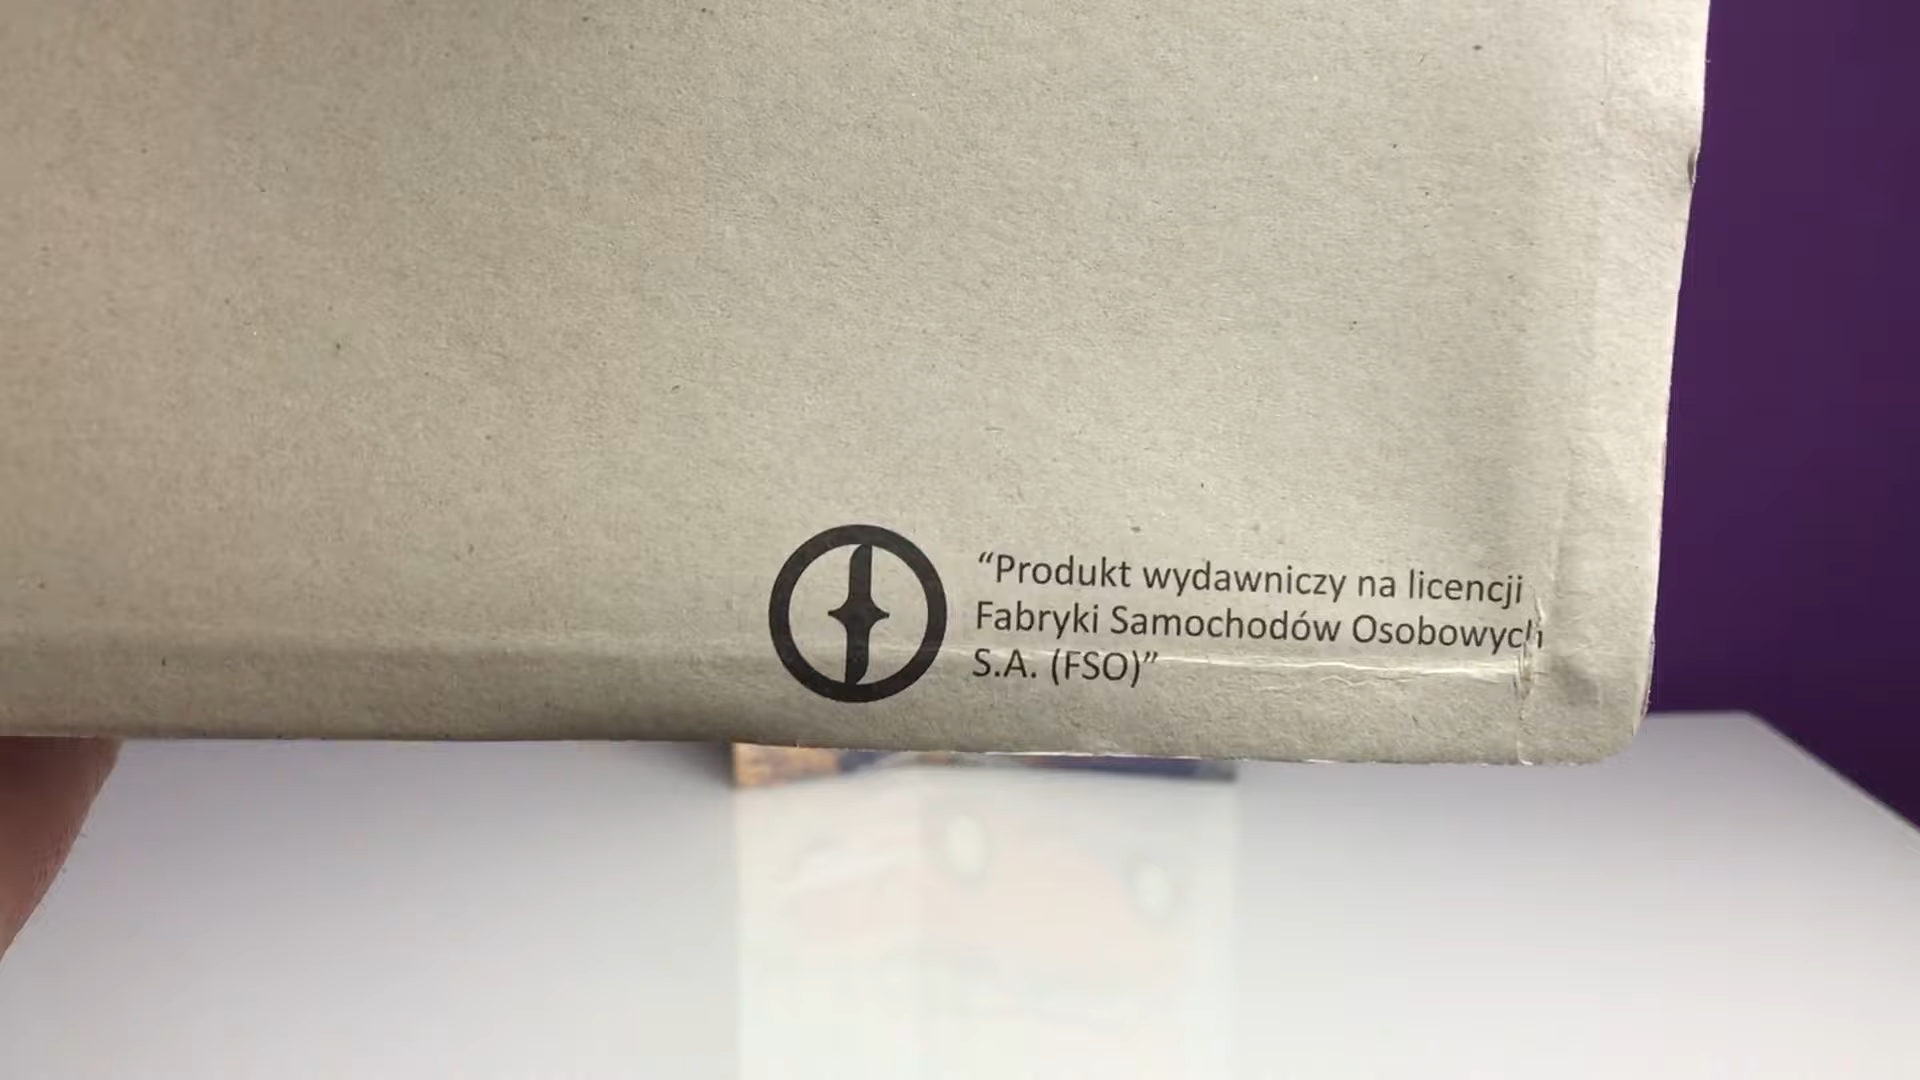 “Produkt wydawniczy na licencji
Fabryki Samochodów Osobowych
S.A. (FSO)”